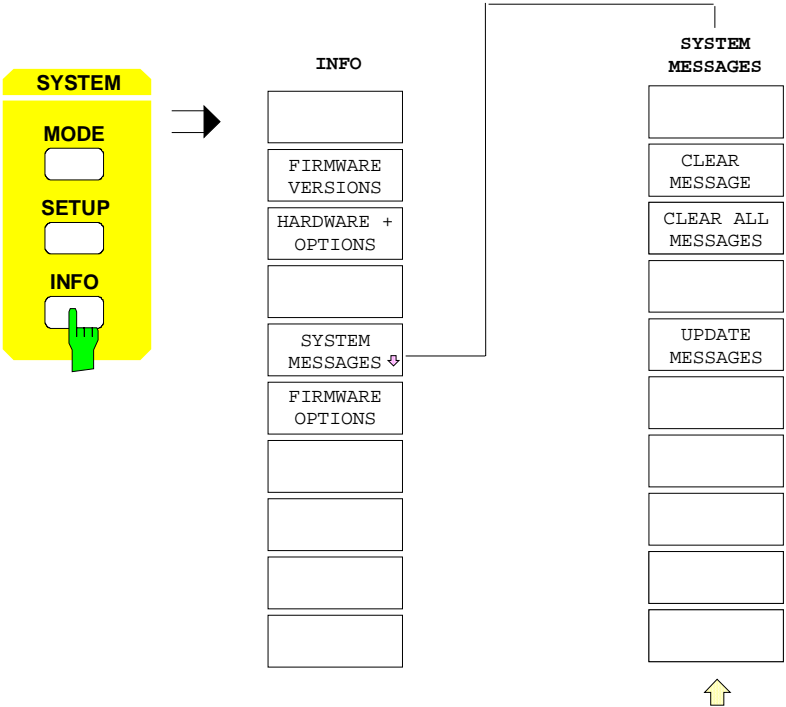 SYSTEM
MODE
SETUP
INFO
INFO
FIRMWARE
VERSIONS
HARDWARE +
OPTIONS
SYSTEM
MESSAGES
FIRMWARE
OPTIONS
SYSTEM
MESSAGES
CLEAR
MESSAGE
CLEAR ALL
MESSAGES
UPDATE
MESSAGES